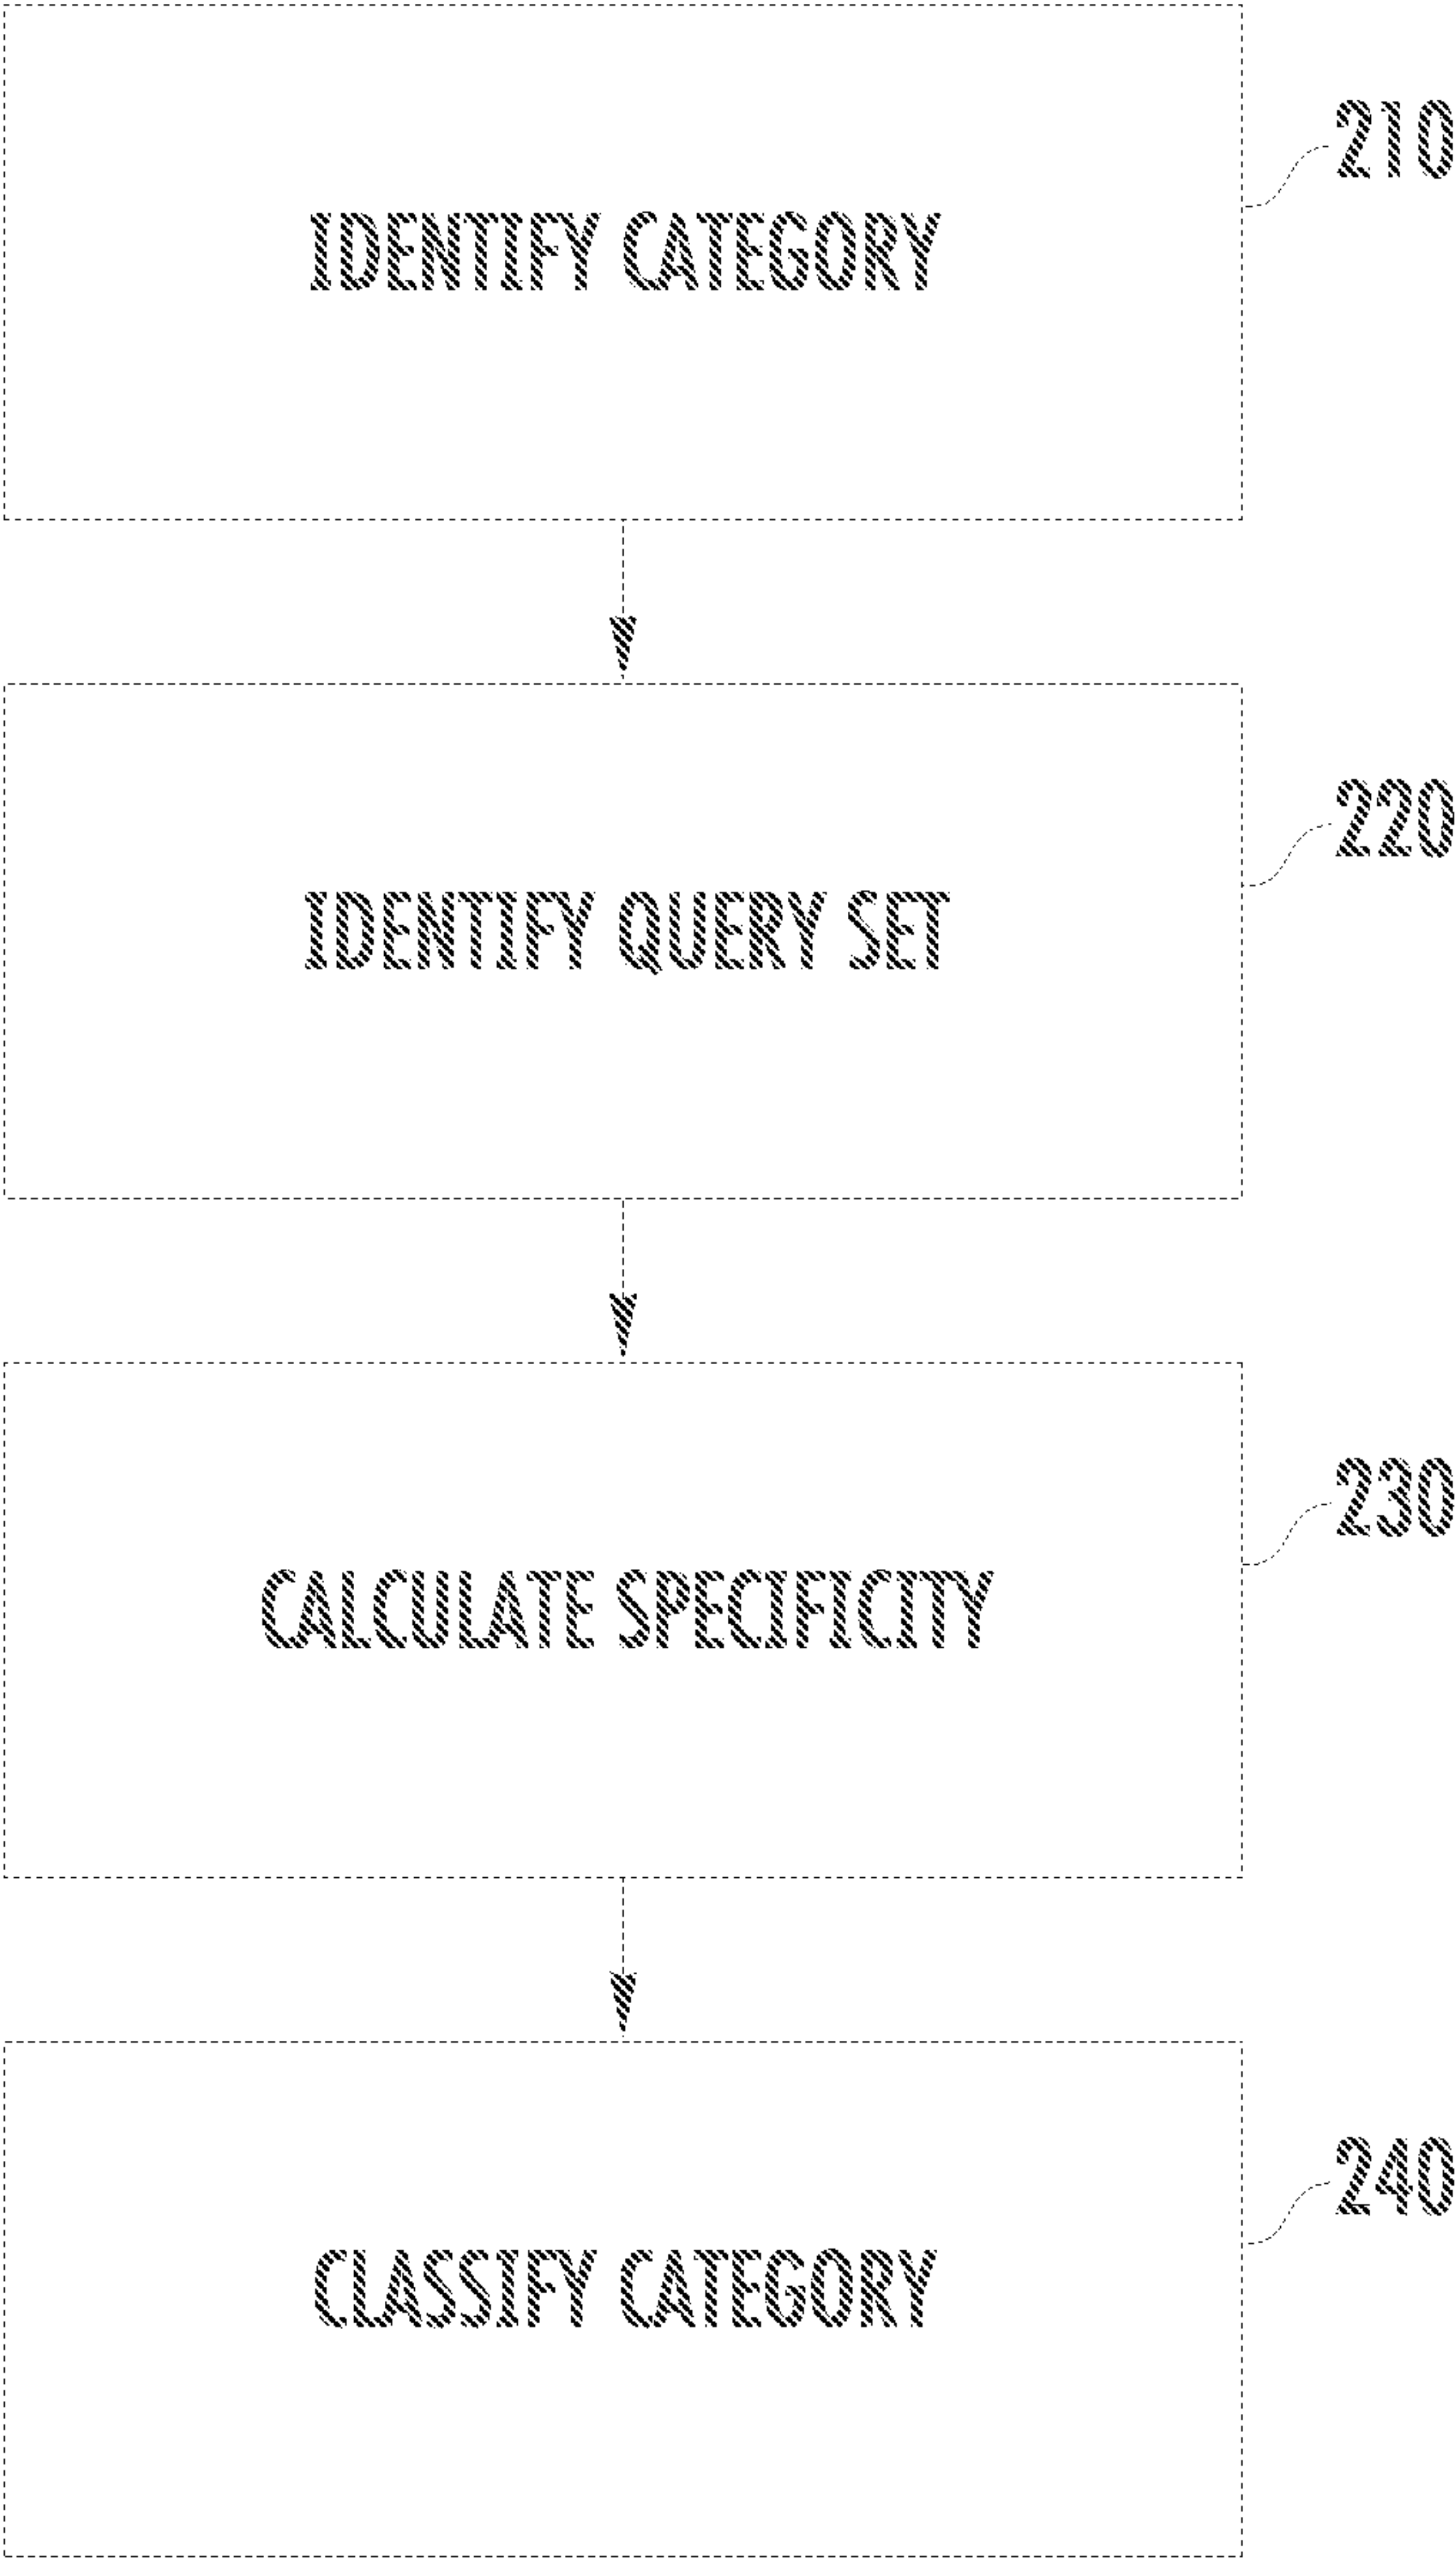 210
IDENTIFY CATEGORY
220
IDENTIFY QUERY SET
230
CALCULATE SPECIFICITY
240
CLASSIFY CATEGORY